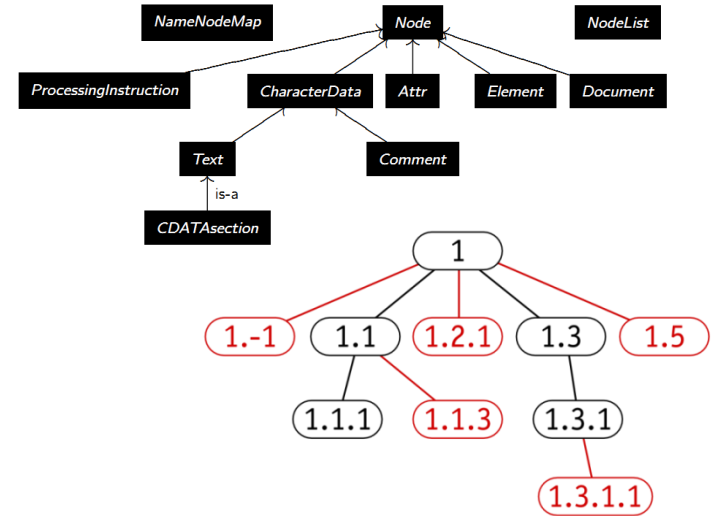 NameNodeMap Node NodeList
ProcessingInstruction CharacterData Attr Element Document
Text Comment
is-a
CDATAsection
1
1.-1 1.1 1.2.1 1.3 1.5
1.1.1 1.1.3 1.3.1
1.3.1.1